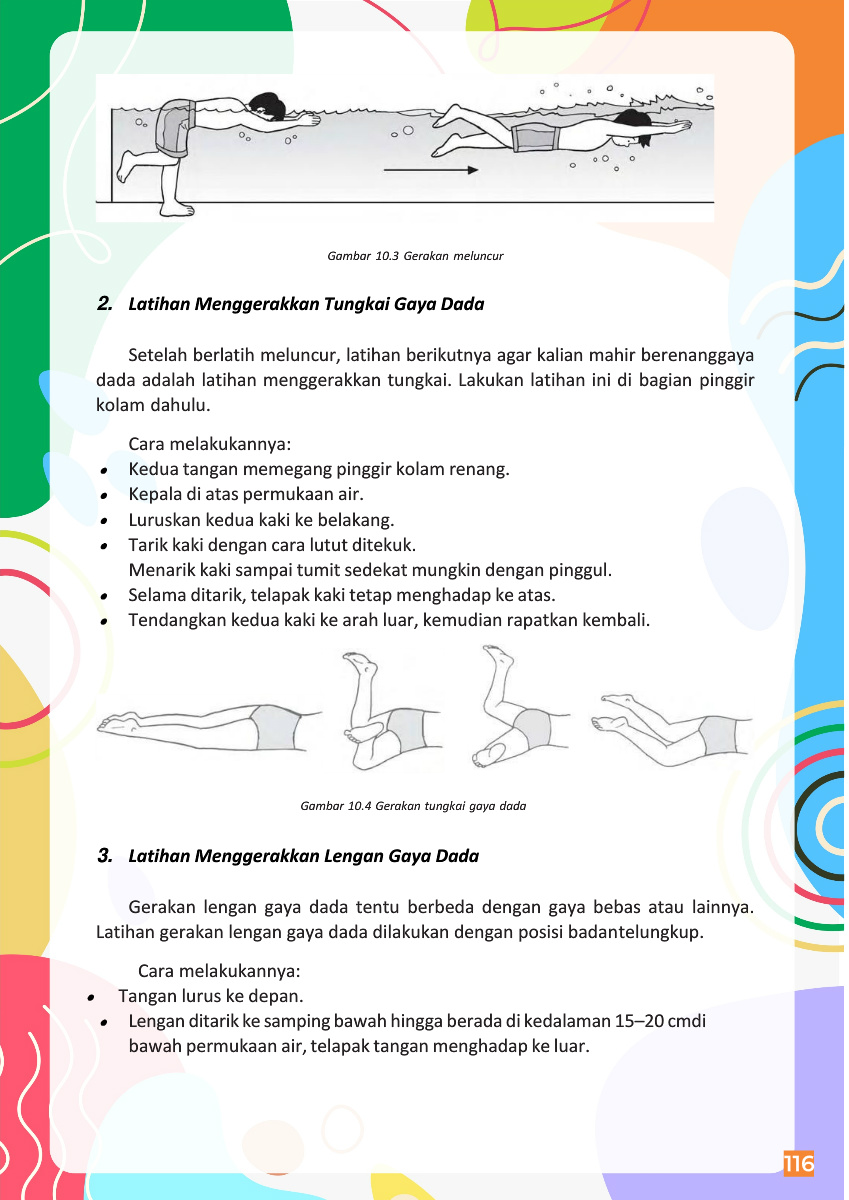 Gambar 10.3 Gerakan meluncur
2. Latihan Menggerakkan Tungkai Gaya Dada
Setelah berlatih meluncur, latihan berikutnya agar kalian mahir berenanggaya
dada adalah latihan menggerakkan tungkai. Lakukan latihan ini di bagian pinggir
kolam dahulu.
Cara melakukannya:
• Kedua tangan memegang pinggir kolam renang.
• Kepala di atas permukaan air.
• Luruskan kedua kaki ke belakang.
• Tarik kaki dengan cara lutut ditekuk.
Menarik kaki sampai tumit sedekat mungkin dengan pinggul.
• Selama ditarik, telapak kaki tetap menghadap ke atas.
• Tendangkan kedua kaki ke arah luar, kemudian rapatkan kembali.
Gambar 10.4 Gerakan tungkai gaya dada
3. Latihan Menggerakkan Lengan Gaya Dada
Gerakan lengan gaya dada tentu berbeda dengan gaya bebas atau lainnya.
Latihan gerakan lengan gaya dada dilakukan dengan posisi badantelungkup.
Cara melakukannya:
• Tangan lurus ke depan.
• Lengan ditarik ke samping bawah hingga berada di kedalaman 15–20 cmdi
bawah permukaan air, telapak tangan menghadap ke luar.
116